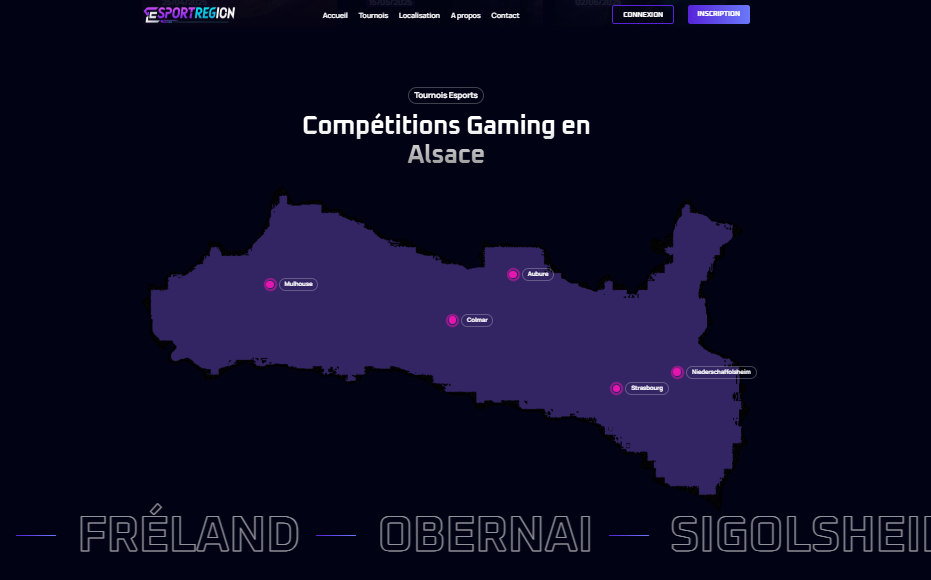 ESPORTREGION
Accueil Tournois Localisation A propos Contact
CONNEXION INSCRIPTION
Tournois Esports
Compétitions Gaming en
Alsace
Aubure
Mulhouse
Colmar
Niederschaffolsheim
Strasbourg
FRÉLAND OBERNAI SIGOLSHEI